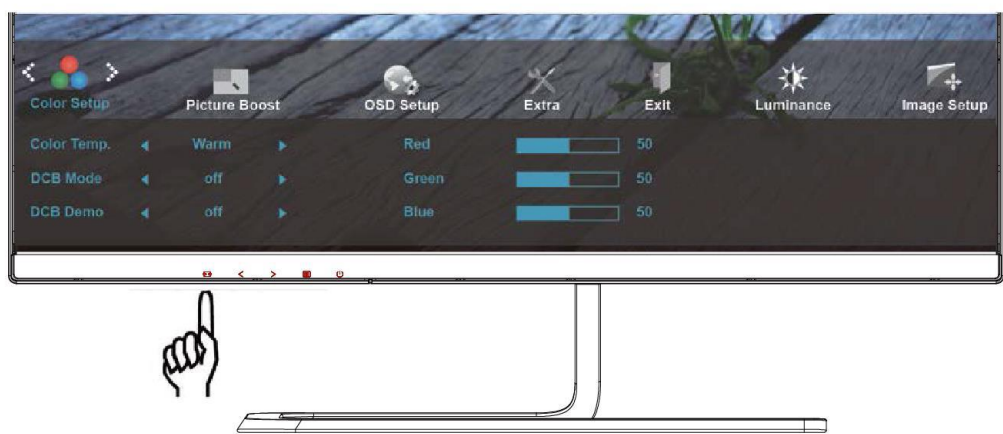 Color Setup Picture Boost OSD Setup Extra Exit Luminance Image Setup
Color Temp. Warm Red 50
DCB Mode off Green 50
DCB Demo off Blue 50